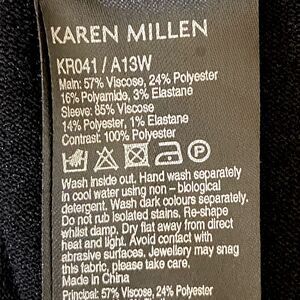 KAREN MILLEN
KR041 / A13W
Main: 57% Viscose, 24% Polyester
16% Polyamide, 3% Elastane
Sleeve: 85% Viscose
14% Polyester, 1% Elastane
Contrast: 100% Polyester
P
Wash inside out. Hand wash separately
in cool water using non – biological
detergent. Wash dark colours separately.
Do not rub isolated stains. Re-shape
whilst damp. Dry flat away from direct
heat and light. Avoid contact with
abrasive surfaces. Jewellery may snag
this fabric, please take care.
Made in China
Principal: 57% Viscose, 24% Polyester